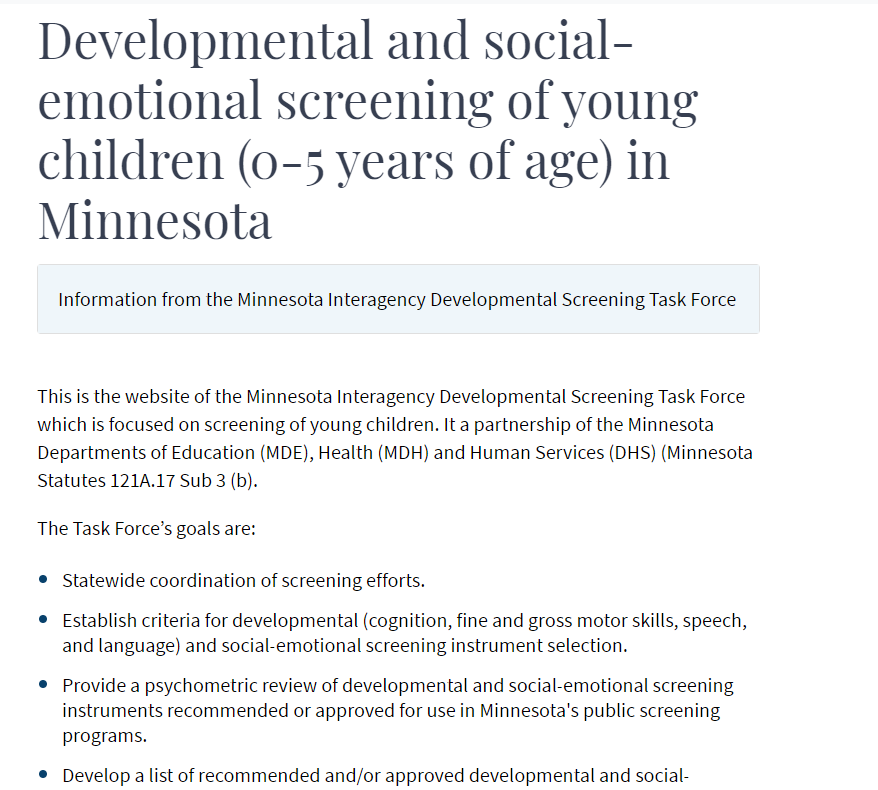 Developmental and social-
emotional screening of young
children (0-5 years of age) in
Minnesota
Information from the Minnesota Interagency Developmental Screening Task Force
This is the website of the Minnesota Interagency Developmental Screening Task Force
which is focused on screening of young children. It a partnership of the Minnesota
Departments of Education (MDE), Health (MDH) and Human Services (DHS) (Minnesota
Statutes 121A.17 Sub 3 (b).
The Task Force’s goals are:
• Statewide coordination of screening efforts.
• Establish criteria for developmental (cognition, fine and gross motor skills, speech,
and language) and social-emotional screening instrument selection.
• Provide a psychometric review of developmental and social-emotional screening
instruments recommended or approved for use in Minnesota's public screening
programs.
• Develop a list of recommended and/or approved developmental and social-